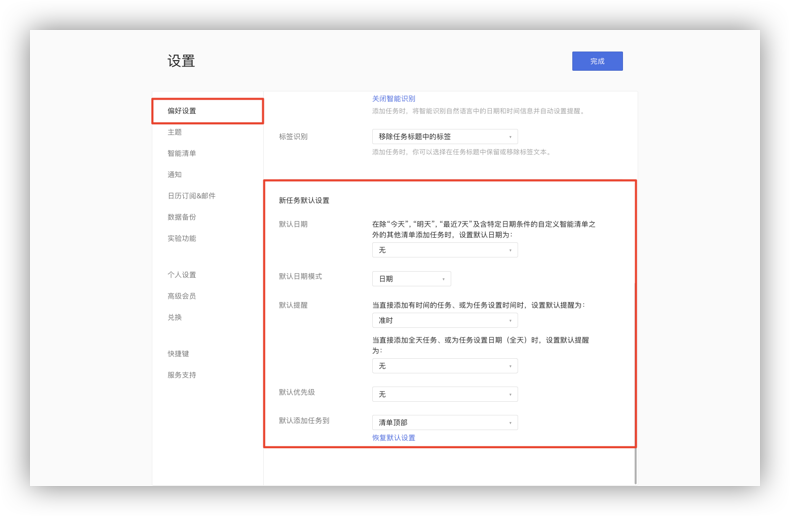 设置
完成
偏好设置
主题
智能清单
通知
日历订阅&邮件
数据备份
实验功能
个人设置
高级会员
兑换
快捷键
服务支持
关闭智能识别
添加任务时，将智能识别自然语言中的日期和时间信息并自动设置提醒。
标签识别
移除任务标题中的标签
添加任务时，你可以选择在任务标题中保留或移除标签文本。
新任务默认设置
默认日期
在除“今天”，“明天”，“最近7天”及含特定日期条件的自定义智能清单之
外的其他清单添加任务时，设置默认日期为：
无
默认日期模式
日期
默认提醒
当直接添加有时间的任务、或为任务设置时间时，设置默认提醒为：
准时
当直接添加全天任务、或为任务设置日期（全天）时，设置默认提醒
为：
无
默认优先级
无
默认添加任务到
清单顶部
恢复默认设置